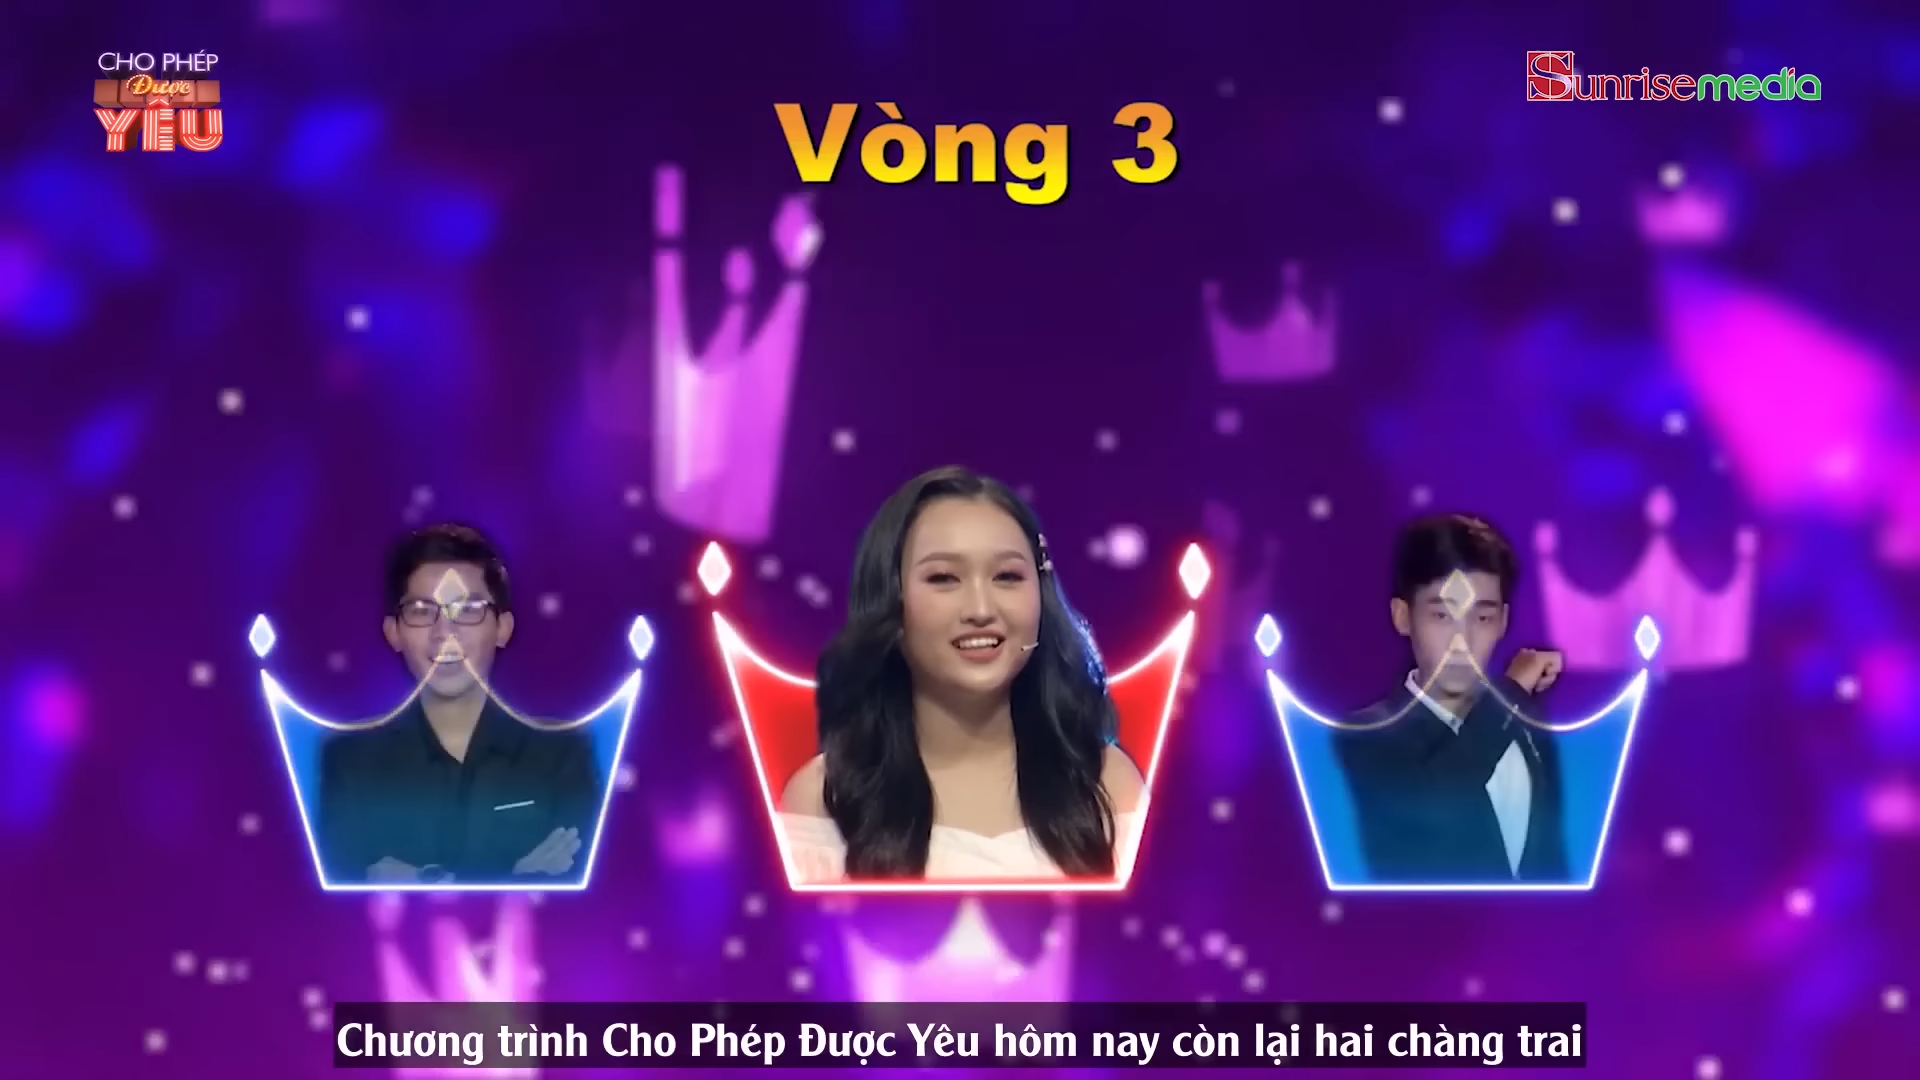 CHO PHÉP
Được
YÊU
Sunrisemedia
Vòng 3
Chương trình Cho Phép Được Yêu hôm nay còn lại hai chàng trai